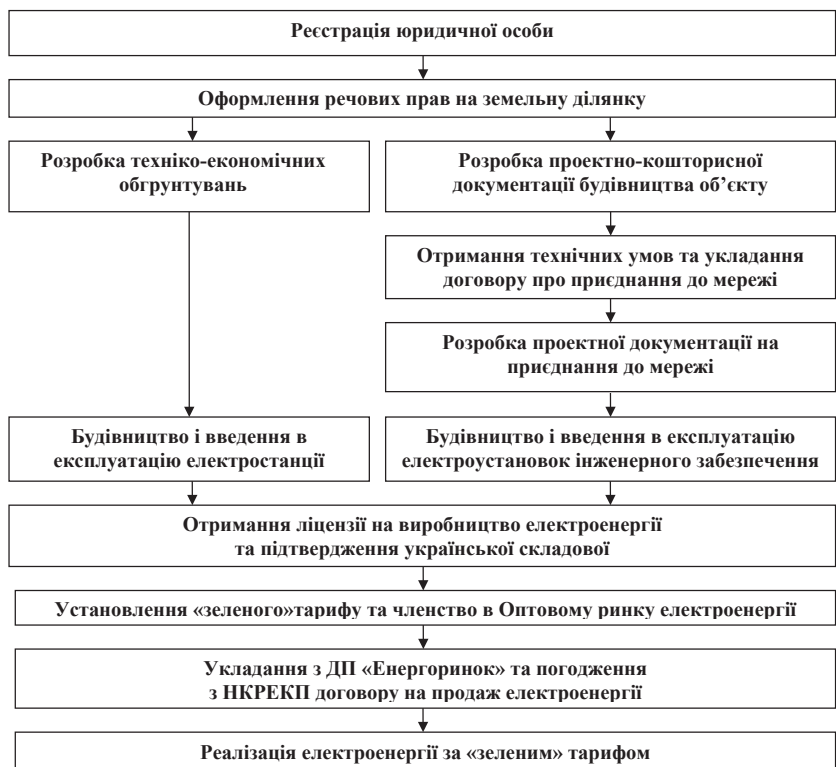 Реєстрація юридичної особи
Оформлення речових прав на земельну ділянку
Розробка техніко-економічних
обгрунтувань
Розробка проектно-кошторисної
документації будівництва об’єкту
Отримання технічних умов та укладання
договору про приєднання до мережі
Розробка проектної документації на
приєднання до мережі
Будівництво і введення в
експлуатацію електростанції
Будівництво і введення в експлуатацію
електроустановок інженерного забезпечення
Отримання ліцензії на виробництво електроенергії
та підтвердження української складової
Установлення «зеленого»тарифу та членство в Оптовому ринку електроенергії
Укладання з ДП «Енергоринок» та погодження
з НКРЕКП договору на продаж електроенергії
Реалізація електроенергії за «зеленим» тарифом